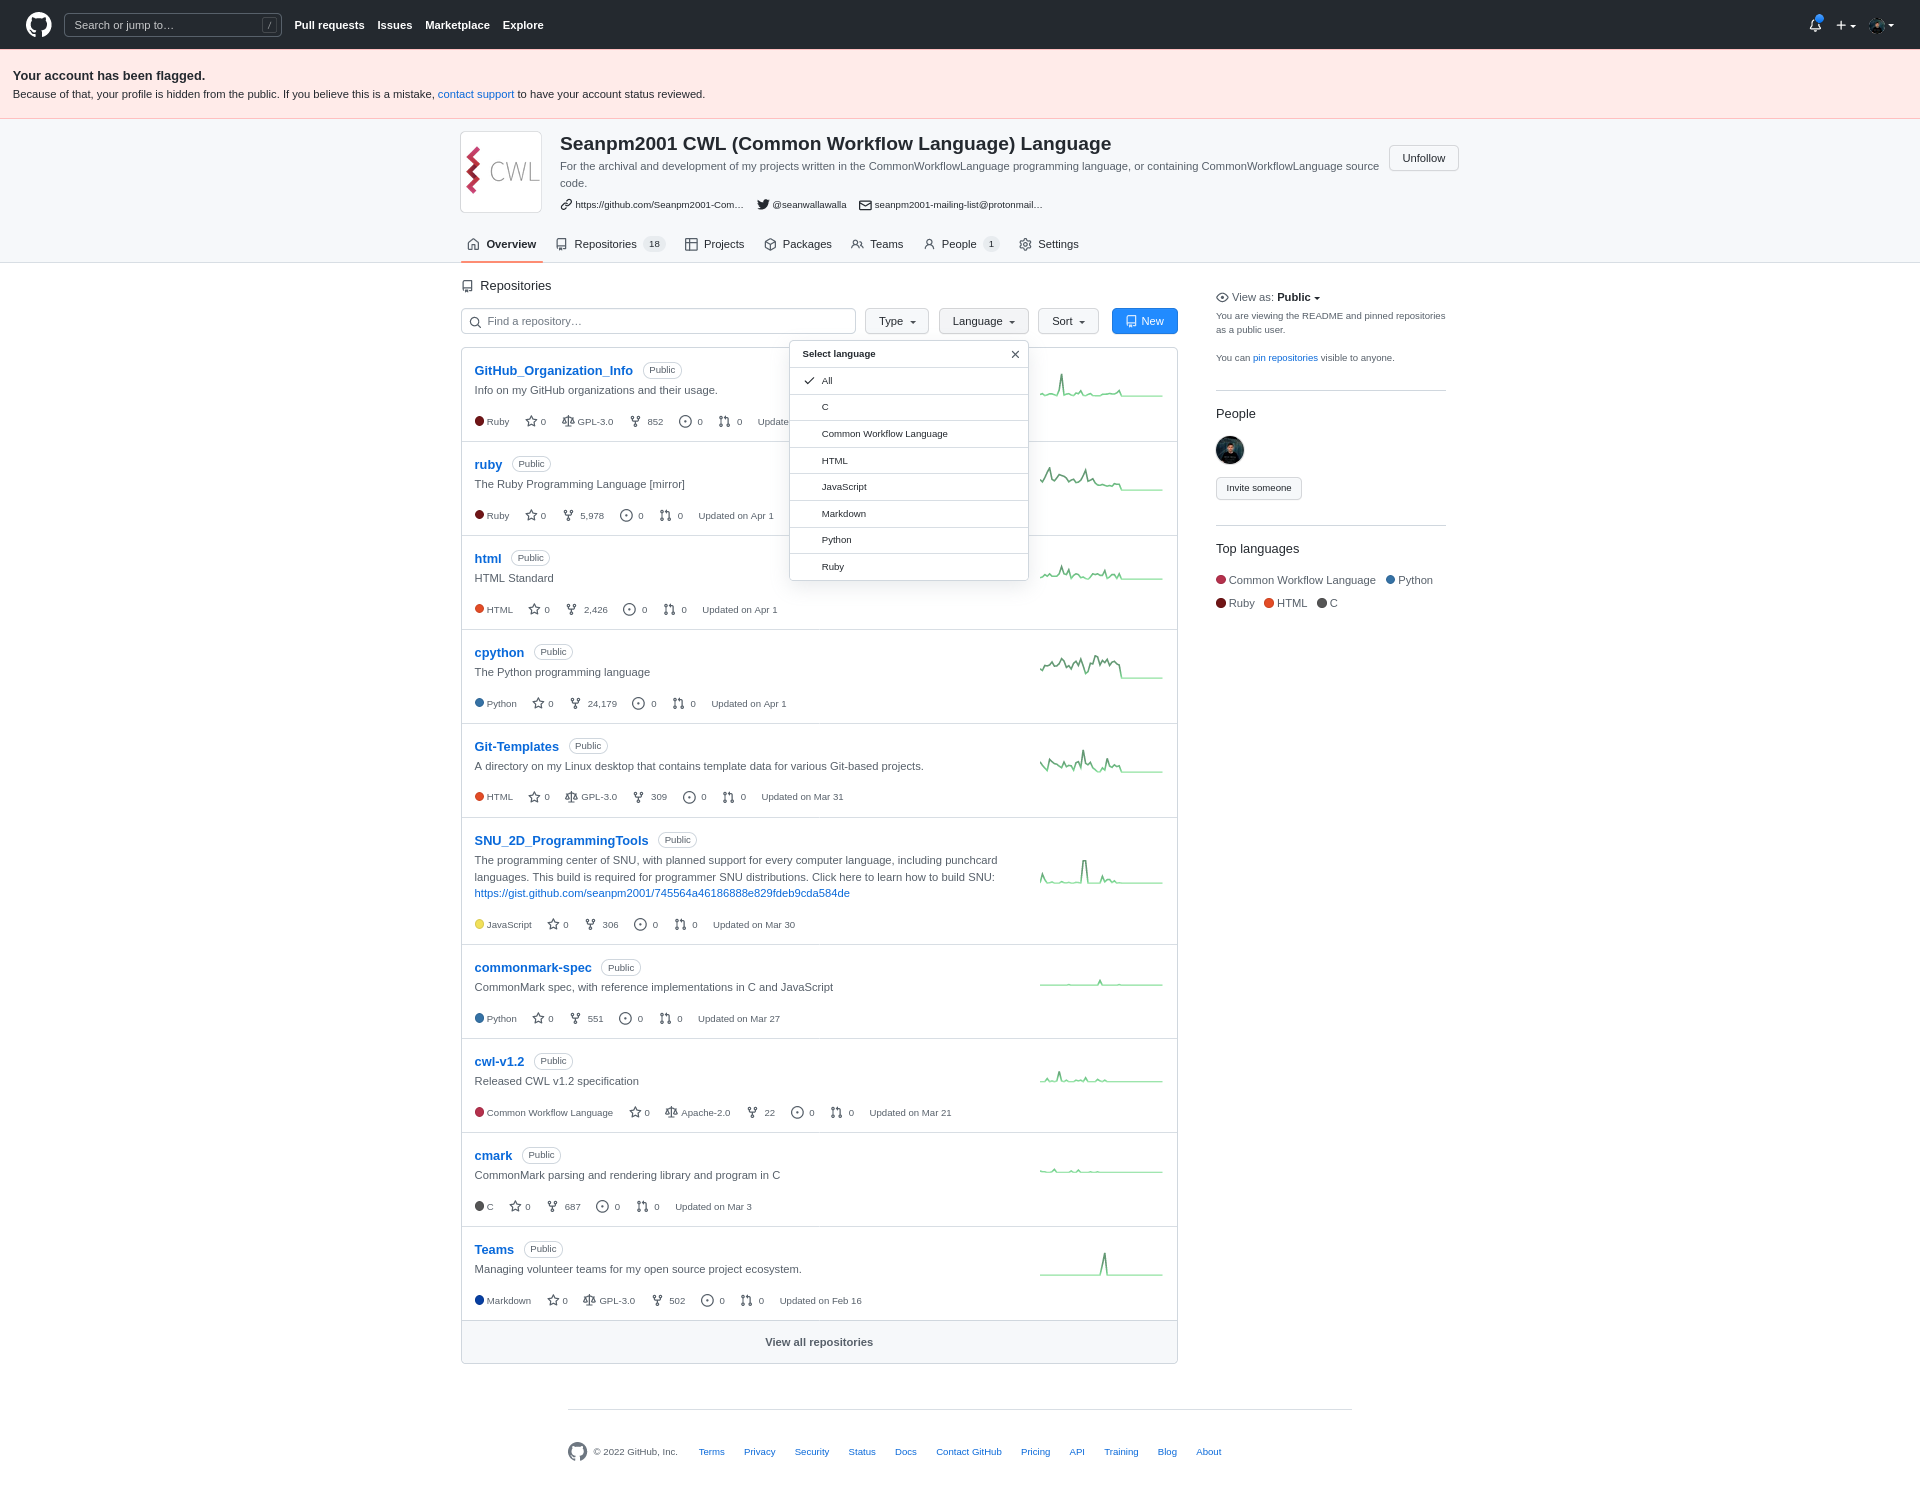 Search or jump to… /
Pull requests Issues Marketplace Explore
Your account has been flagged.
Because of that, your profile is hidden from the public. If you believe this is a mistake, contact support to have your account status reviewed.
CWL
Seanpm2001 CWL (Common Workflow Language) Language
For the archival and development of my projects written in the CommonWorkflowLanguage programming language, or containing CommonWorkflowLanguage source
code.
Unfollow
https://github.com/Seanpm2001-Com… @seanwallawalla seanpm2001-mailing-list@protonmail…
Overview Repositories 18 Projects Packages Teams People 1 Settings
Repositories
Find a repository… Type Language Sort New
Select language
All
C
Common Workflow Language
HTML
JavaScript
Markdown
Python
Ruby
GitHub_Organization_Info Public
Info on my GitHub organizations and their usage.
Ruby 0 GPL-3.0 852 0 0 Update
ruby Public
The Ruby Programming Language [mirror]
Ruby 0 5,978 0 0 Updated on Apr 1
html Public
HTML Standard
HTML 0 2,426 0 0 Updated on Apr 1
cpython Public
The Python programming language
Python 0 24,179 0 0 Updated on Apr 1
Git-Templates Public
A directory on my Linux desktop that contains template data for various Git-based projects.
HTML 0 GPL-3.0 309 0 0 Updated on Mar 31
SNU_2D_ProgrammingTools Public
The programming center of SNU, with planned support for every computer language, including punchcard
languages. This build is required for programmer SNU distributions. Click here to learn how to build SNU:
https://gist.github.com/seanpm2001/745564a46186888e829fdeb9cda584de
JavaScript 0 306 0 0 Updated on Mar 30
commonmark-spec Public
CommonMark spec, with reference implementations in C and JavaScript
Python 0 551 0 0 Updated on Mar 27
cwl-v1.2 Public
Released CWL v1.2 specification
Common Workflow Language 0 Apache-2.0 22 0 0 Updated on Mar 21
cmark Public
CommonMark parsing and rendering library and program in C
C 0 687 0 0 Updated on Mar 3
Teams Public
Managing volunteer teams for my open source project ecosystem.
Markdown 0 GPL-3.0 502 0 0 Updated on Feb 16
View all repositories
View as: Public
You are viewing the README and pinned repositories
as a public user.
You can pin repositories visible to anyone.
People
Invite someone
Top languages
Common Workflow Language Python
Ruby HTML C
© 2022 GitHub, Inc. Terms Privacy Security Status Docs Contact GitHub Pricing API Training Blog About